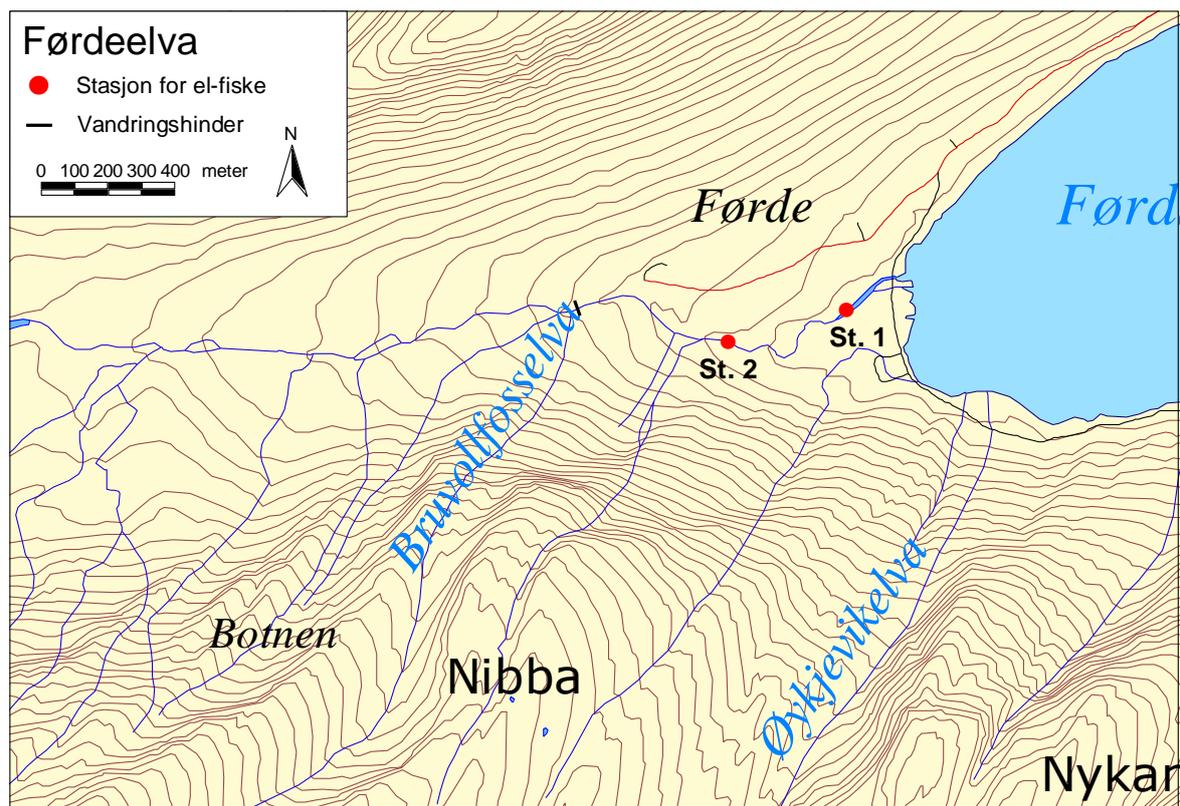 Førdeelva
Stasjon for el-fiske
Vandringshinder
N
0 100 200 300 400 meter
Førde
Førd
St. 1
St. 2
Bruvollfosselva
Øykjevikelva
Botnen
Nibba
Nykar